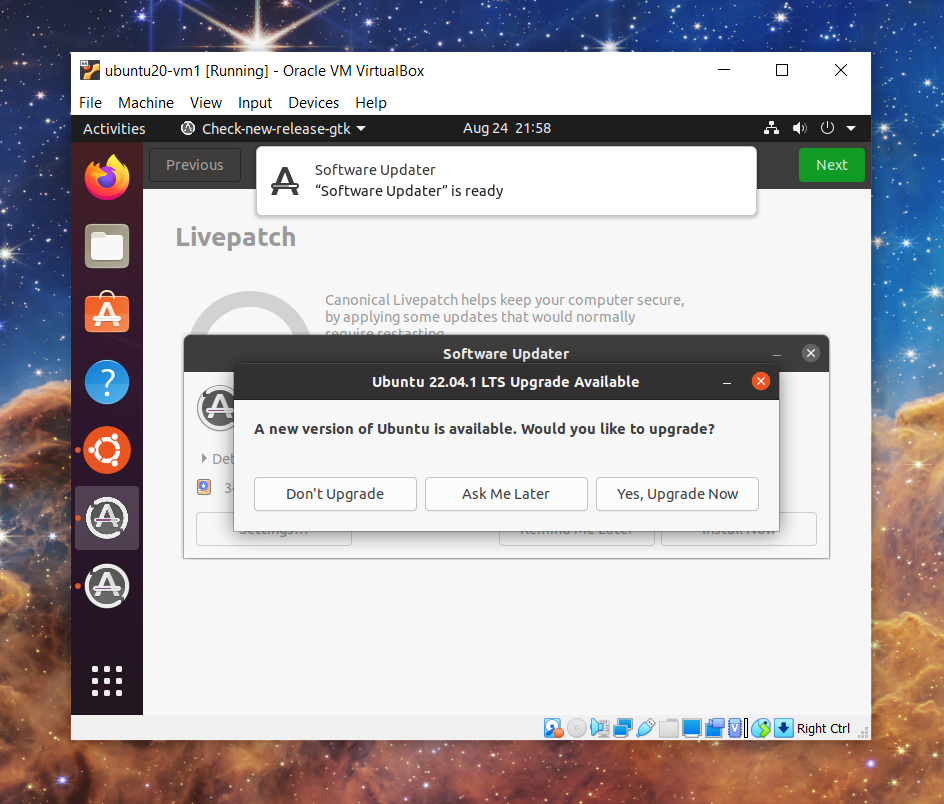 ubuntu20-vm1 [Running] - Oracle VM VirtualBox
File Machine View Input Devices Help
Activities Check-new-release-gtk Aug 24 21:58
Previous
Software Updater
“Software Updater” is ready
Next
Livepatch
Canonical Livepatch helps keep your computer secure,
by applying some updates that would normally
require restarting.
Software Updater
Ubuntu 22.04.1 LTS Upgrade Available
A new version of Ubuntu is available. Would you like to upgrade?
Don't Upgrade Ask Me Later Yes, Upgrade Now
Settings... Remind Me Later Install Now
Right Ctrl